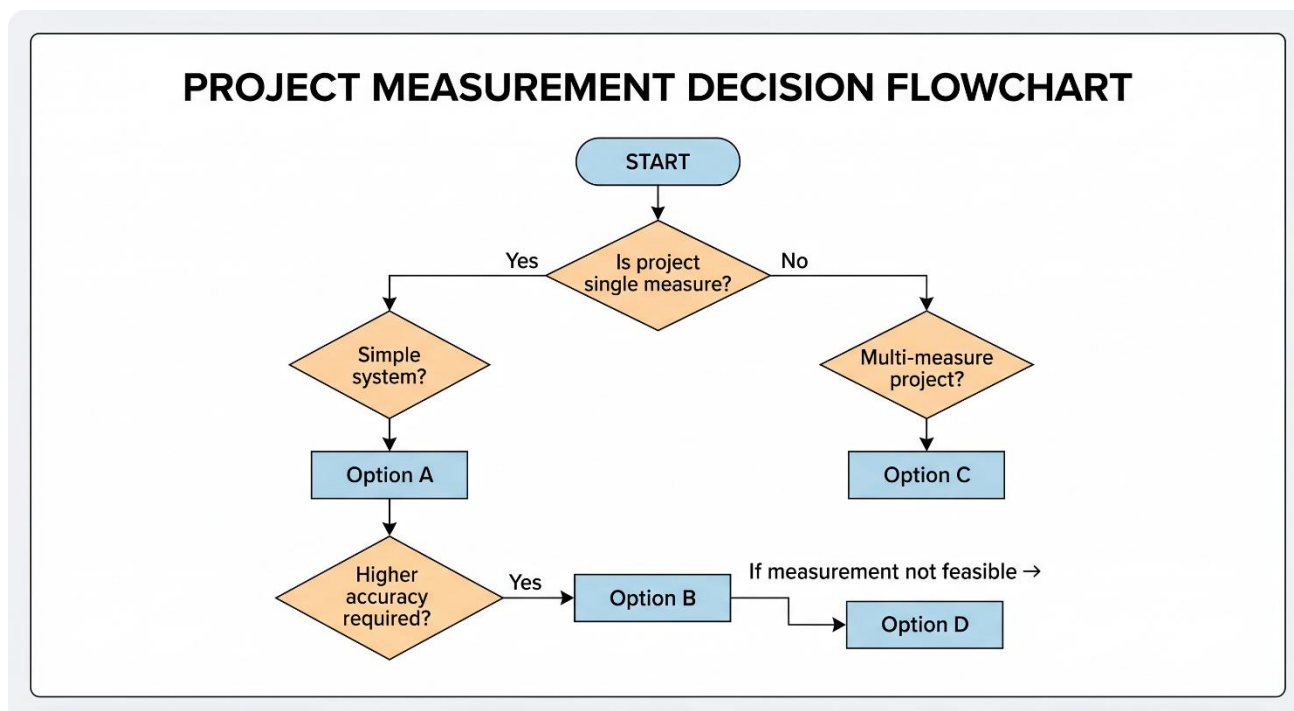 PROJECT MEASUREMENT DECISION FLOWCHART
START
Yes
Is project
single measure?
No
Simple
system?
Multi-measure
project?
Option A
Option C
Higher
accuracy
required?
Yes
Option B
If measurement not feasible →
Option D